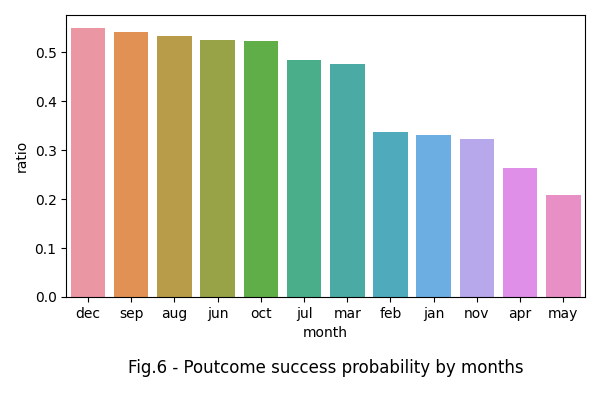 ratio
0.5
0.4
0.3
0.2
0.1
0.0
dec sep aug jun oct jul mar feb jan nov apr may
month
Fig.6 - Poutcome success probability by months